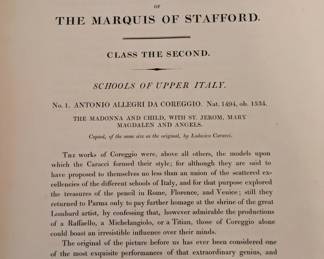 OF
THE MARQUIS OF STAFFORD.
CLASS THE SECOND.
SCHOOLS OF UPPER ITALY.
No. 1. ANTONIO ALLEGRI DA COREGGIO. Nat. 1494, ob. 1534.
THE MADONNA AND CHILD, WITH ST. JEROM, MARY
MAGDALEN AND ANGELS.
Copied, of the same size as the original, by Lodovico Caracci.
THE works of Coreggio were, above all others, the models upon
which the Caracci formed their style; for although they are said to
have proposed to themselves no less than an union of the scattered ex-
cellencies of the different schools of Italy, and for that purpose explored
the treasures of the pencil in Rome, Florence, and Venice; still they
returned to Parma only to pay farther homage at the shrine of the great
Lombard artist, by confessing that, however admirable the productions
of a Raffaello, a Michelangiolo, or a Titian, those of Coreggio alone
could boast an irresistible influence over their minds.
The original of the picture before us has ever been considered one
of the most exquisite performances of that extraordinary genius, and